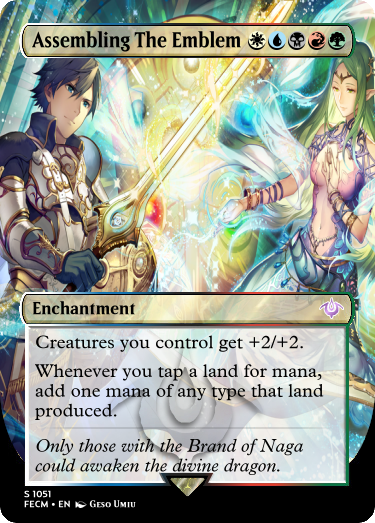 Assembling The Emblem
Enchantment
Creatures you control get +2/+2.
Whenever you tap a land for mana,
add one mana of any type that land
produced.
Only those with the Brand of Naga
could awaken the divine dragon.
S 1051
FECM • EN Geso Umiu